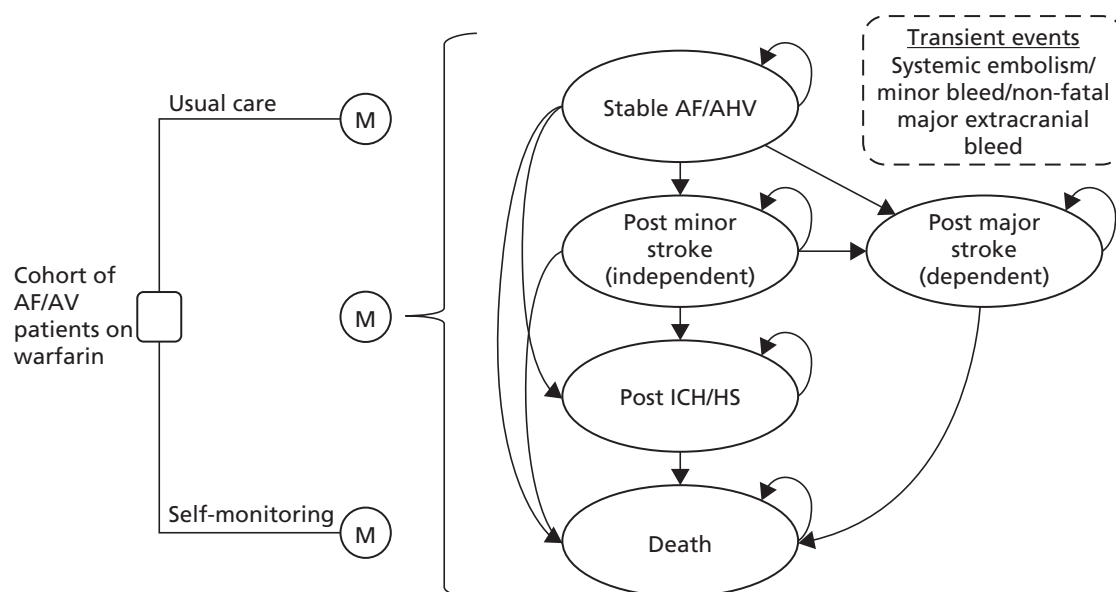 Cohort of
AF/AV
patients on
warfarin
Usual care
M
M
Self-monitoring
M
Stable AF/AHV
Post minor
stroke
(independent)
Post major
stroke
(dependent)
Post ICH/HS
Death
Transient events
Systemic embolism/
minor bleed/non-fatal
major extracranial
bleed